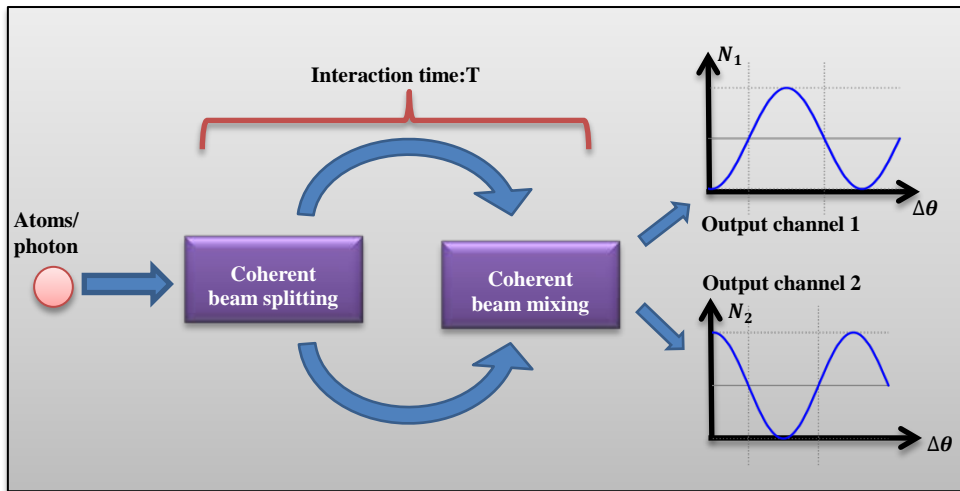 Interaction time:T
Atoms/
photon
Coherent
beam splitting
Coherent
beam mixing
N₁
Δθ
Output channel 1
Output channel 2
N₂
Δθ